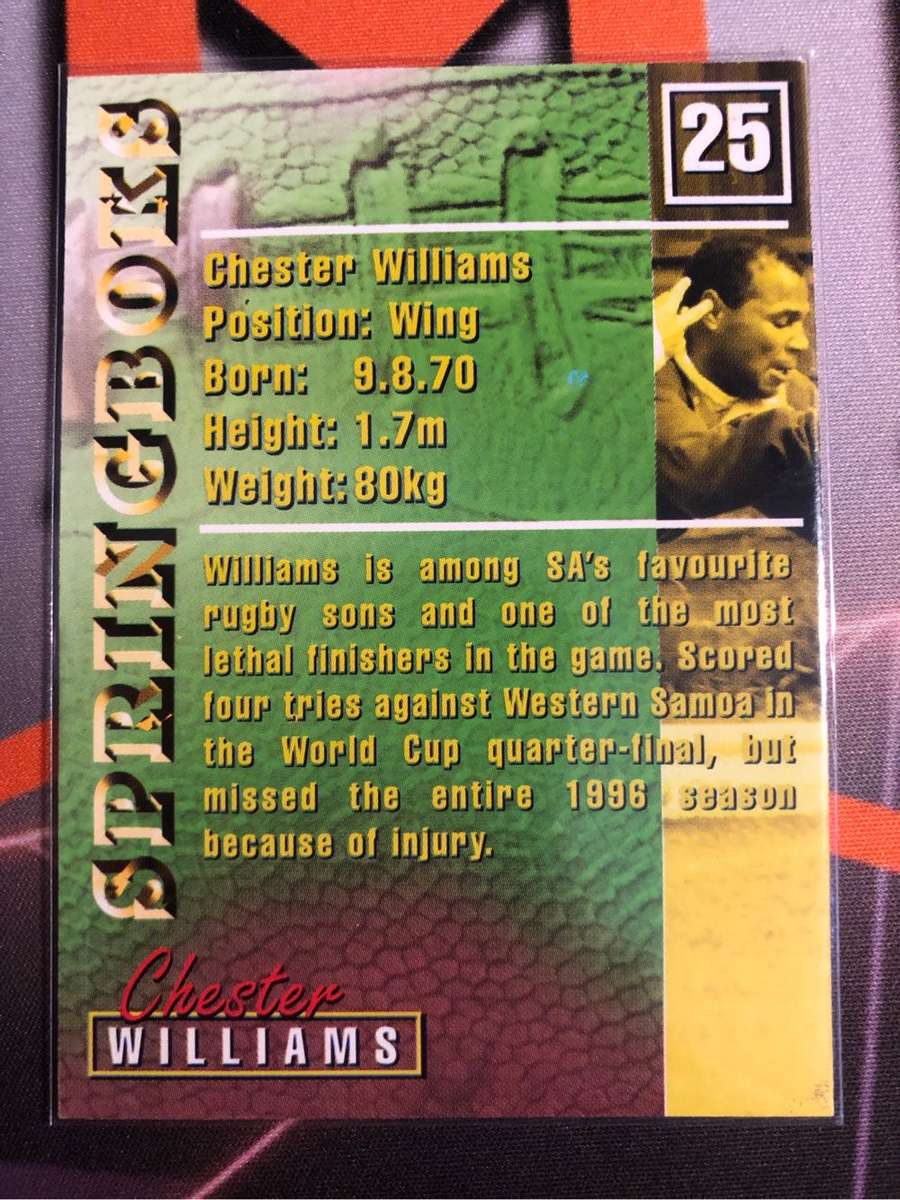 SPRINGBOKS
25
Chester Williams
Position: Wing
Born: 9.8.70
Height: 1.7m
Weight: 80kg
Williams is among SA's favourite
rugby sons and one of the most
lethal finishers in the game. Scored
four tries against Western Samoa in
the World Cup quarter-final, but
missed the entire 1996 season
because of injury.
Chester
WILLIAMS